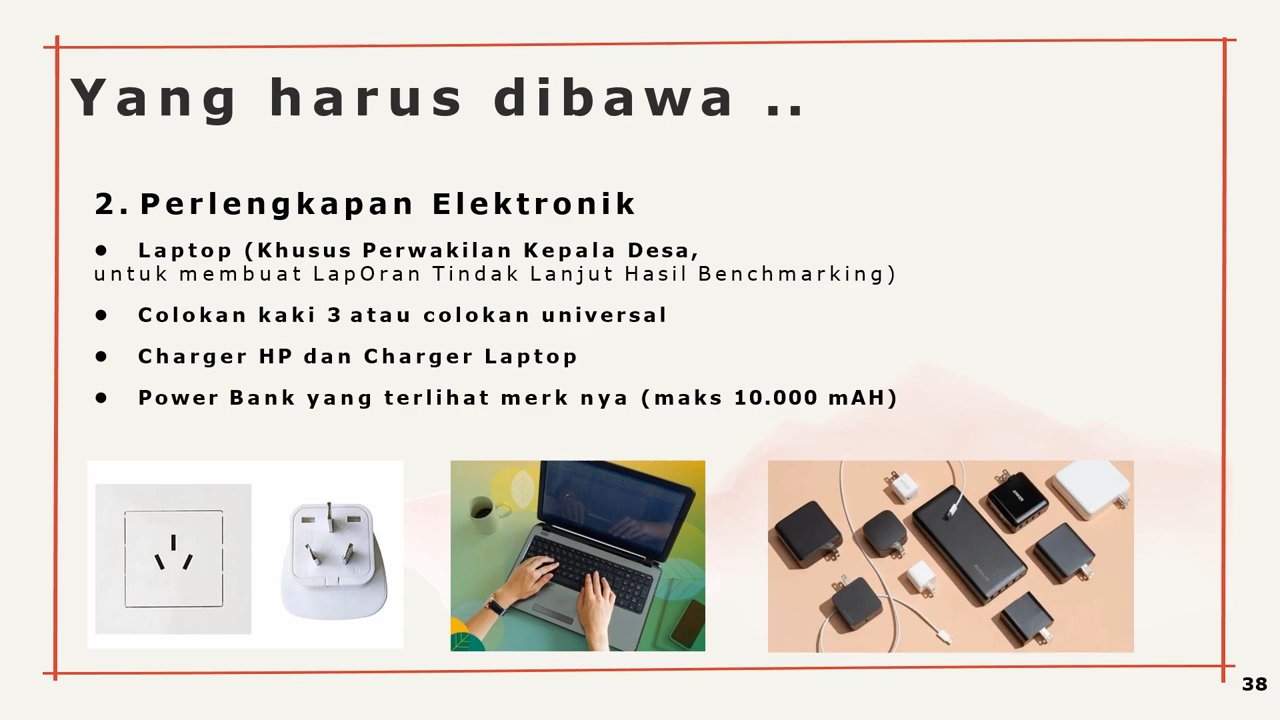 Yang harus dibawa ..
2. Perlengkapan Elektronik
● Laptop (Khusus Perwakilan Kepala Desa,
untuk membuat LapOran Tindak Lanjut Hasil Benchmarking)
● Colokan kaki 3 atau colokan universal
● Charger HP dan Charger Laptop
● Power Bank yang terlihat merk nya (maks 10.000 mAH)
38